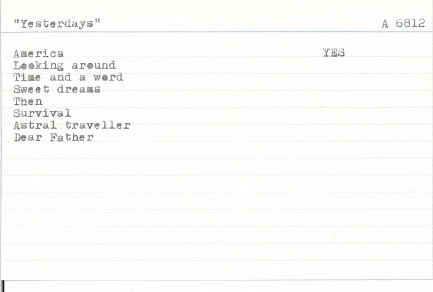 "Yesterdays" A 6812
America YES
Looking around
Time and a word
Sweet dreams
Then
Survival
Astral traveller
Dear Father